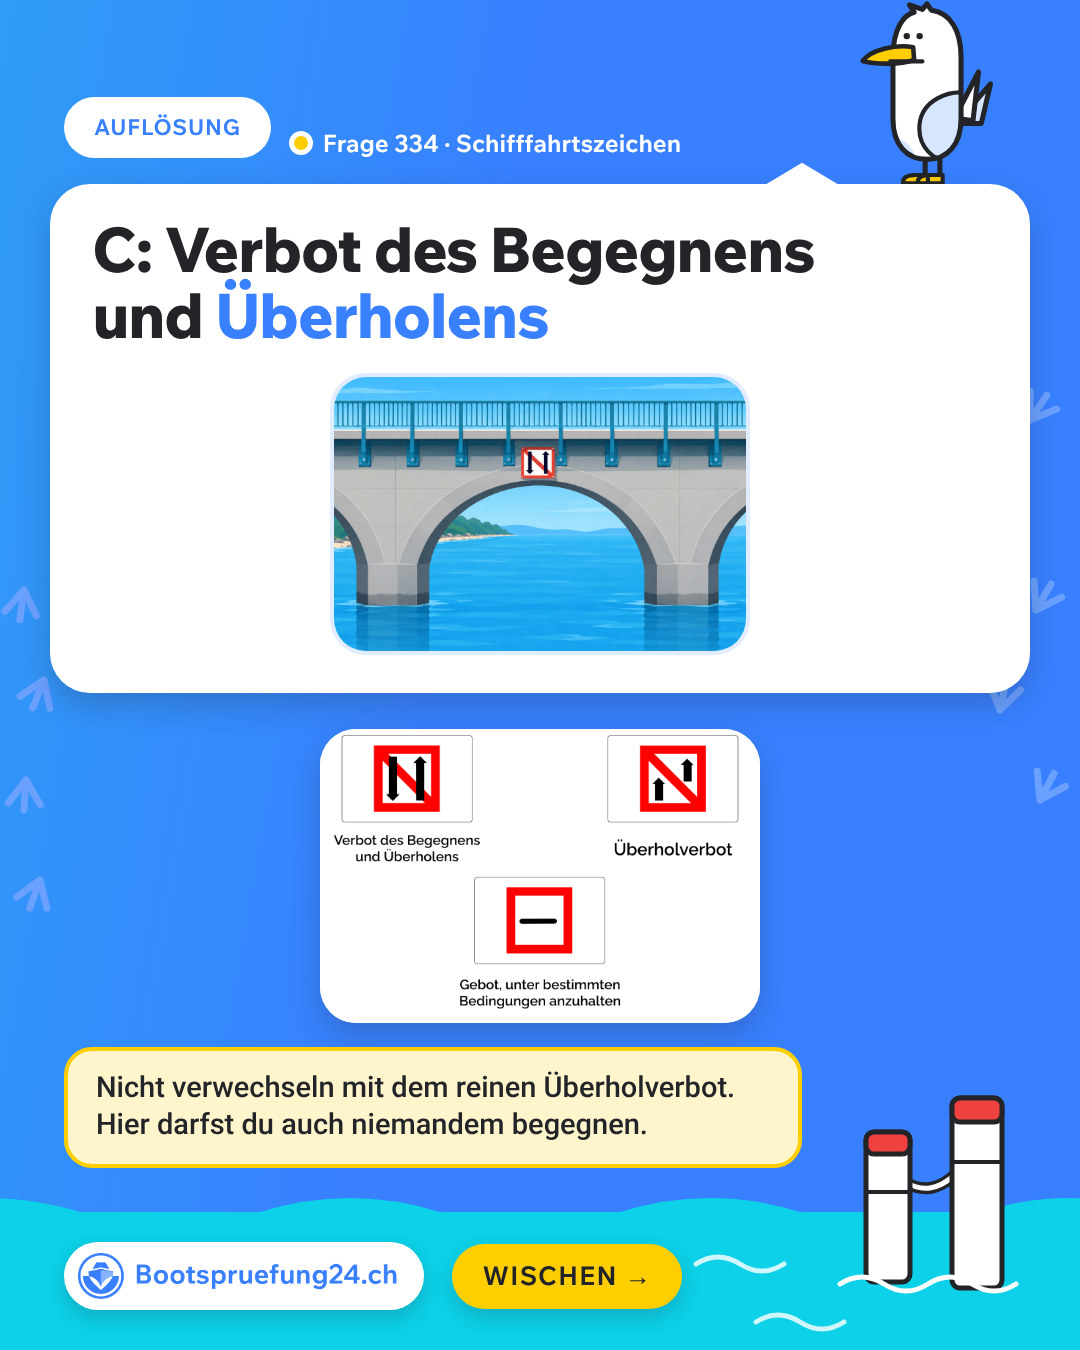 AUFLÖSUNG
Frage 334 · Schifffahrtszeichen
C: Verbot des Begegnens
und Überholens
Verbot des Begegnens
und Überholens
Überholverbot
Gebot, unter bestimmten
Bedingungen anzuhalten
Nicht verwechseln mit dem reinen Überholverbot.
Hier darfst du auch niemandem begegnen.
Bootspruefung24.ch
WISCHEN →